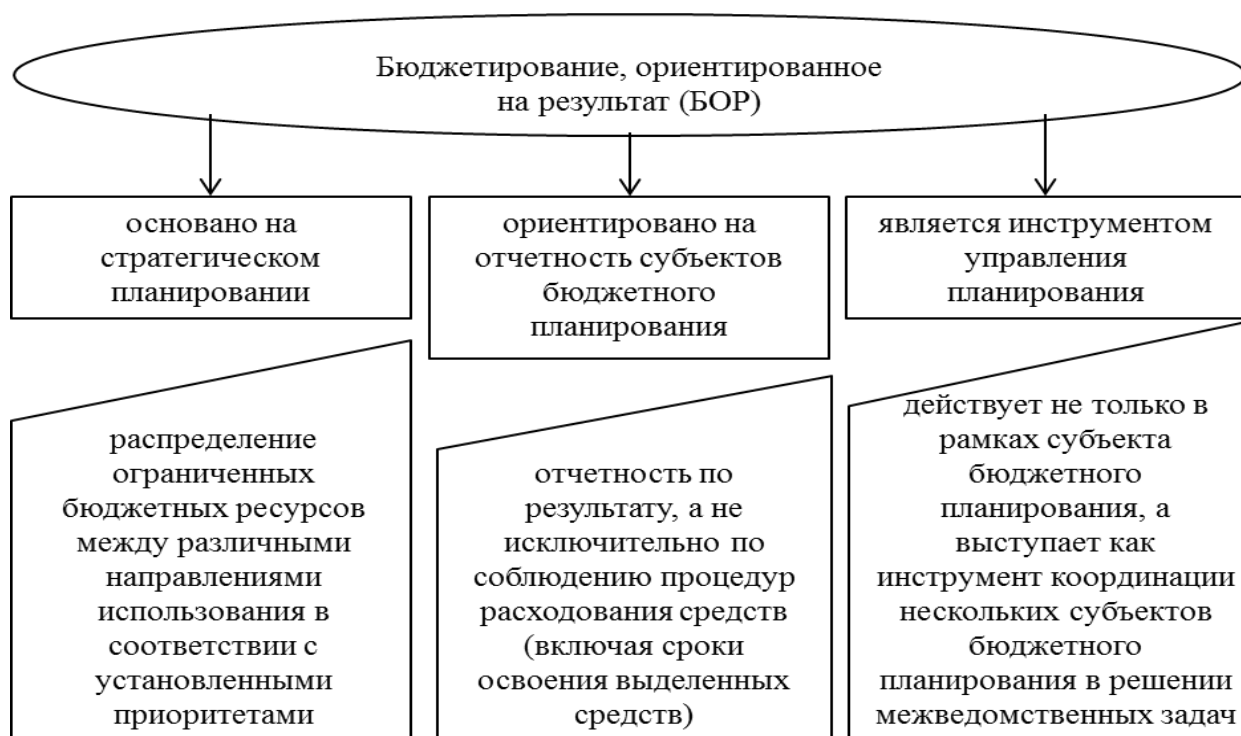 Бюджетирование, ориентированное
на результат (БОР)
основано на
стратегическом
планировании
ориентировано на
отчетность субъектов
бюджетного
планирования
является инструментом
управления
планирования
распределение
ограниченных
бюджетных ресурсов
между различными
направлениями
использования в
соответствии с
установленными
приоритетами
отчетность по
результату, а не
исключительно по
соблюдению процедур
расходования средств
(включая сроки
освоения выделенных
средств)
действует не только в
рамках субъекта
бюджетного
планирования, а
выступает как
инструмент координации
нескольких субъектов
бюджетного
планирования в решении
межведомственных задач